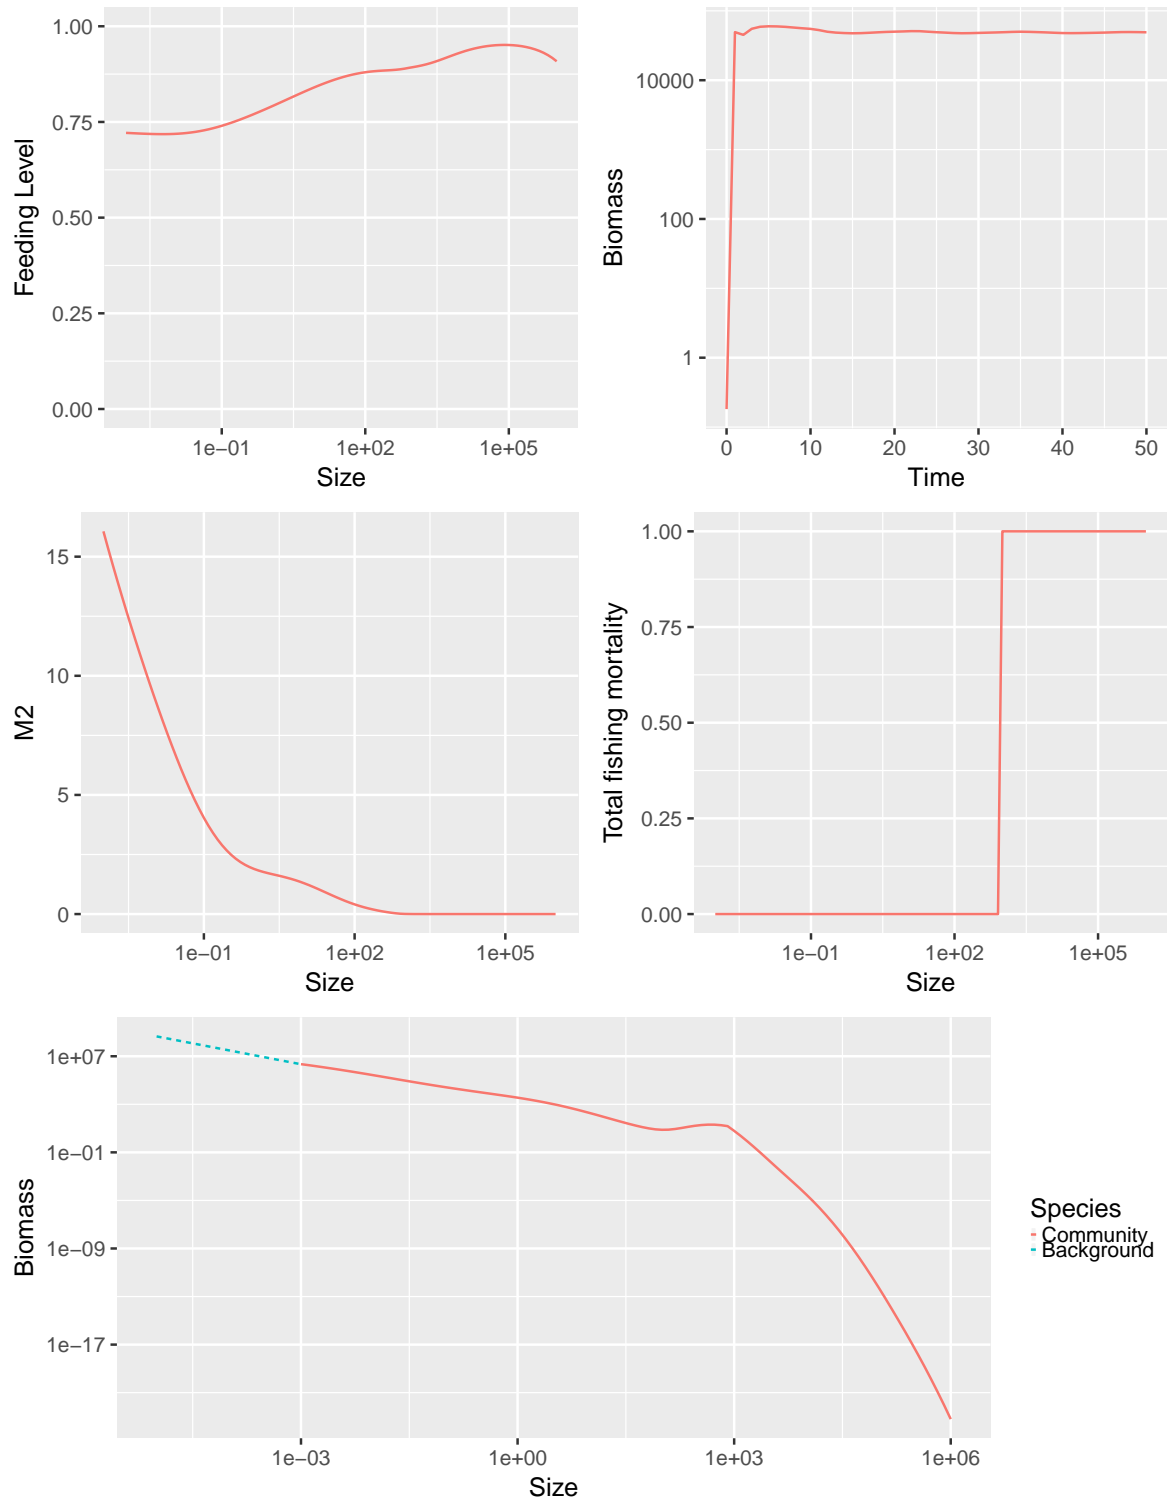 1.00
0.75
0.50
0.25
0.00
Feeding Level
1e−01 1e+02 1e+05
Size
10000
100
1
Biomass
0 10 20 30 40 50
Time
15
10
5
0
M2
1e−01 1e+02 1e+05
Size
1.00
0.75
0.50
0.25
0.00
Total fishing mortality
1e−01 1e+02 1e+05
Size
1e+07
1e−01
1e−09
1e−17
Biomass
1e−03 1e+00 1e+03 1e+06
Size
Species
Community
Background